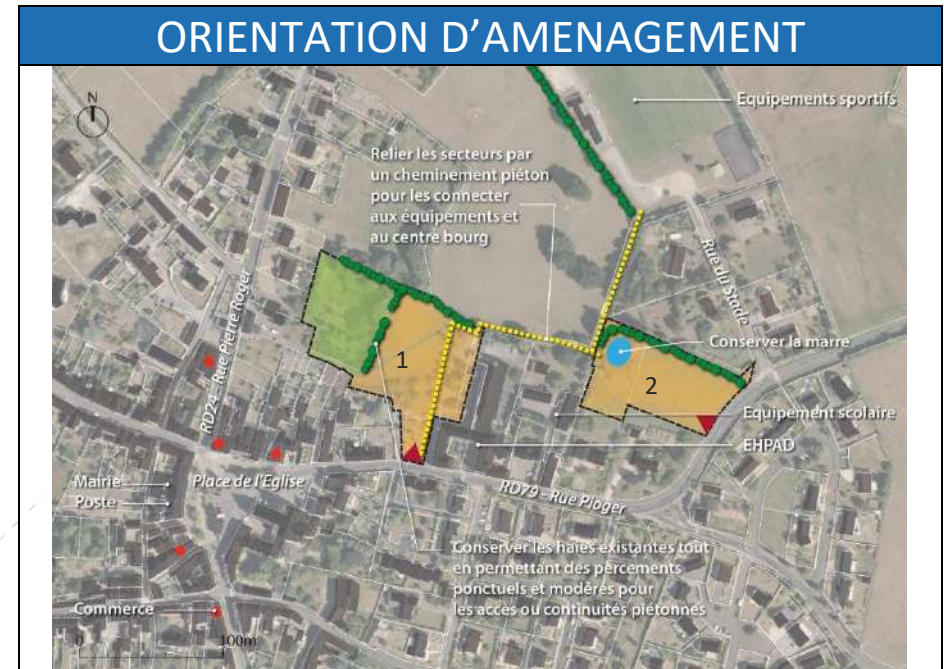 ORIENTATION D'AMENAGEMENT
N
Equipements sportifs
Relier les secteurs par
un cheminement piéton
pour les connecter
aux équipements et
au centre bourg
Rue du Stade
RD24 - Rue Pierre Roger
1
Conserver la marre
2
Equipement scolaire
EHPAD
Mairie
Poste
Place de l'Eglise
RD79 - Rue Ploger
Conserver les haies existantes tout
en permettant des percements
ponctuels et modérés pour
les accès ou continuités piétonnes
Commerce
0
100m